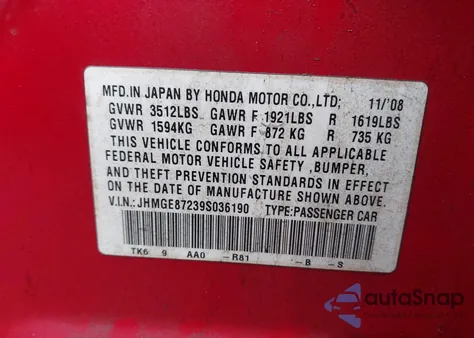 MFD.IN JAPAN BY HONDA MOTOR CO.,LTD; 11/'08
GVWR 3512LBS GAWR F 1921LBS R 1619LBS
GVWR 1594KG GAWR F 872 KG R 735 KG
THIS VEHICLE CONFORMS TO ALL APPLICABLE
FEDERAL MOTOR VEHICLE SAFETY ,BUMPER,
AND THEFT PREVENTION STANDARDS IN EFFECT
ON THE DATE OF MANUFACTURE SHOWN ABOVE.
V.I.N.: JHMGE87239S036190 TYPE:PASSENGER CAR
TK6 9 AA0 -R81 -B -S
autoSnap